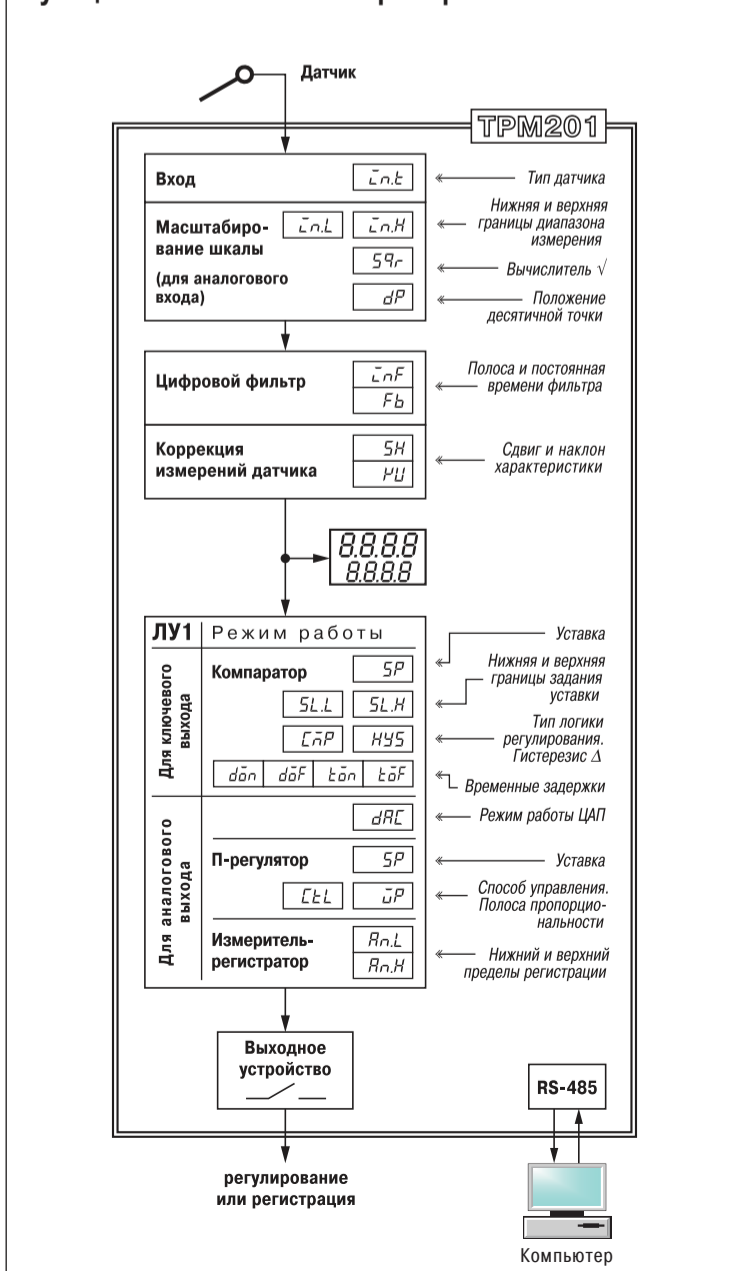 Датчик
ТРМ201
Вход
in.t
Тип датчика
Масштабиро-
вание шкалы
(для аналогового
входа)
in.L
in.H
Нижняя и верхняя
границы диапазона
измерения
Sqr
Вычислитель √
dP
Положение
десятичной точки
Цифровой фильтр
inF
Fb
Полоса и постоянная
времени фильтра
Коррекция
измерений датчика
SH
KU
Сдвиг и наклон
характеристики
8.8.8.8
8.8.8.8
ЛУ1
Режим работы
Для ключевого
выхода
Компаратор
SP
Уставка
SL.L
SL.H
Нижняя и верхняя
границы задания
уставки
CmP
HYS
Тип логики
регулирования.
Гистерезис Δ
don
doF
ton
toF
Временные задержки
Для аналогового
выхода
dAC
Режим работы ЦАП
П-регулятор
SP
Уставка
CtL
Способ управления.
Полоса пропорцио-
нальности
Измеритель-
регистратор
An.L
An.H
Нижний и верхний
пределы регистрации
Выходное
устройство
RS-485
регулирование
или регистрация
Компьютер